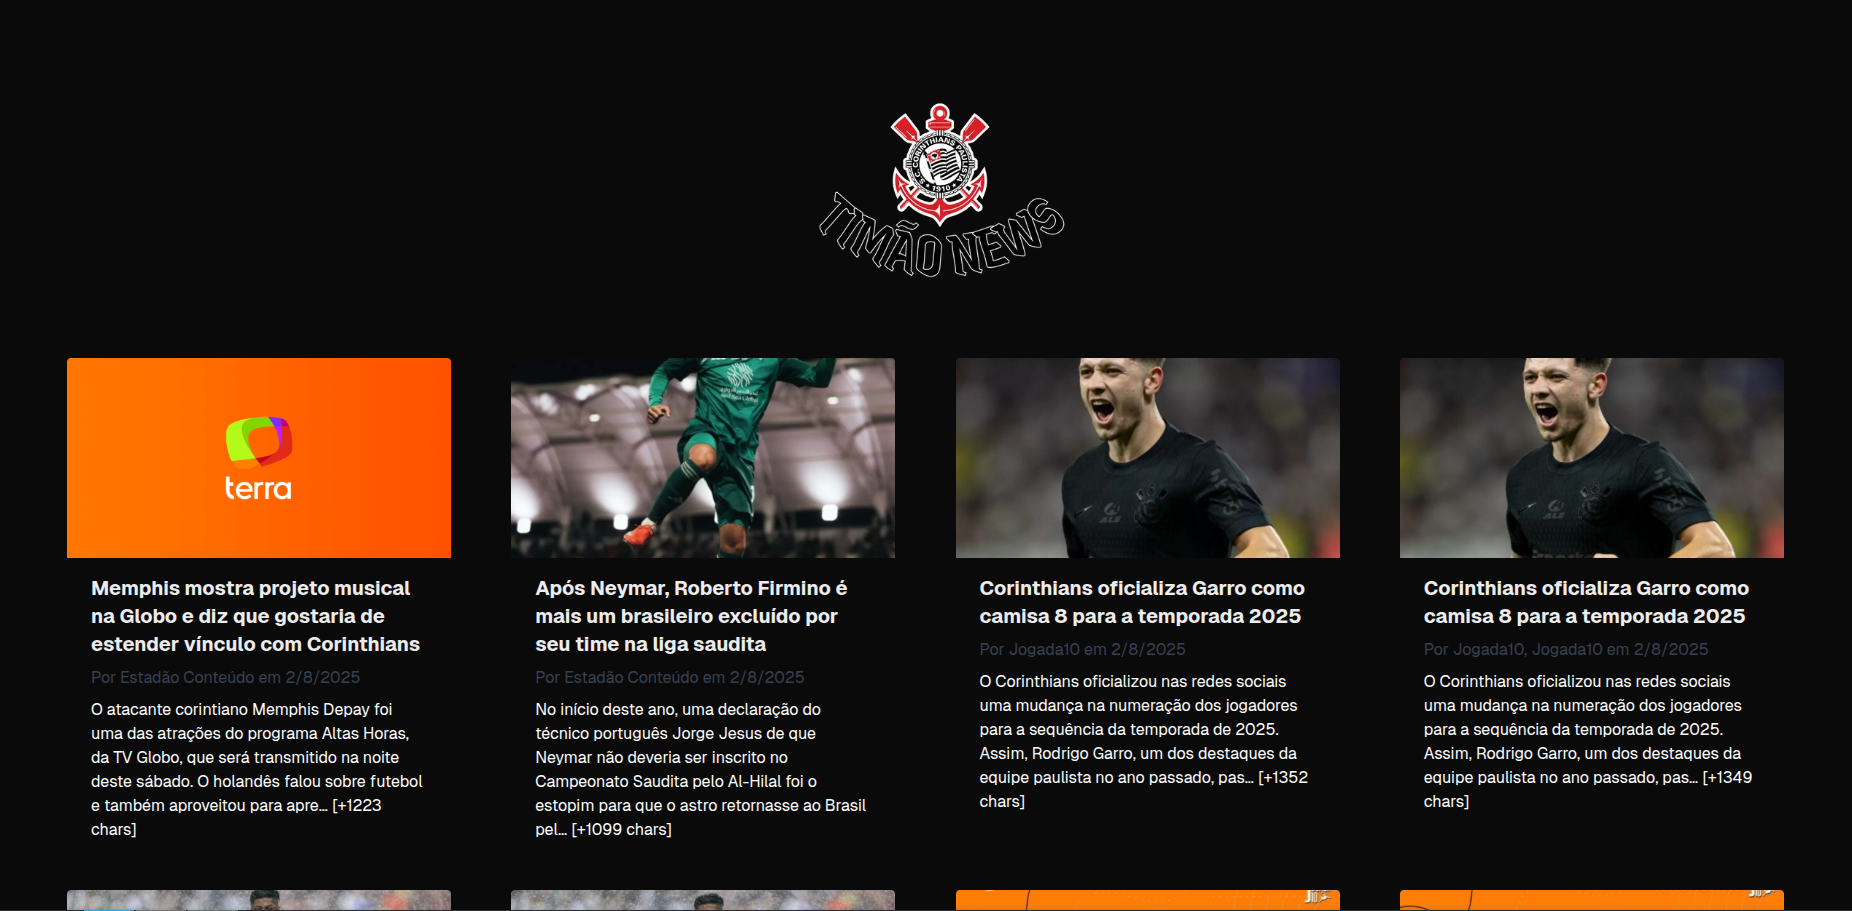 CORINTHIANS PAULISTA
S.C.
1910
TIMÃO NEWS
terra
Memphis mostra projeto musical
na Globo e diz que gostaria de
estender vínculo com Corinthians
Por Estadão Conteúdo em 2/8/2025
O atacante corintiano Memphis Depay foi
uma das atrações do programa Altas Horas,
da TV Globo, que será transmitido na noite
deste sábado. O holandês falou sobre futebol
e também aproveitou para apre… [+1223
chars]
Após Neymar, Roberto Firmino é
mais um brasileiro excluído por
seu time na liga saudita
Por Estadão Conteúdo em 2/8/2025
No início deste ano, uma declaração do
técnico português Jorge Jesus de que
Neymar não deveria ser inscrito no
Campeonato Saudita pelo Al-Hilal foi o
estopim para que o astro retornasse ao Brasil
pel… [+1099 chars]
ALE
Corinthians oficializa Garro como
camisa 8 para a temporada 2025
Por Jogada10 em 2/8/2025
O Corinthians oficializou nas redes sociais
uma mudança na numeração dos jogadores
para a sequência da temporada de 2025.
Assim, Rodrigo Garro, um dos destaques da
equipe paulista no ano passado, pas… [+1352
chars]
ALE
Corinthians oficializa Garro como
camisa 8 para a temporada 2025
Por Jogada10, Jogada10 em 2/8/2025
O Corinthians oficializou nas redes sociais
uma mudança na numeração dos jogadores
para a sequência da temporada de 2025.
Assim, Rodrigo Garro, um dos destaques da
equipe paulista no ano passado, pas… [+1349
chars]